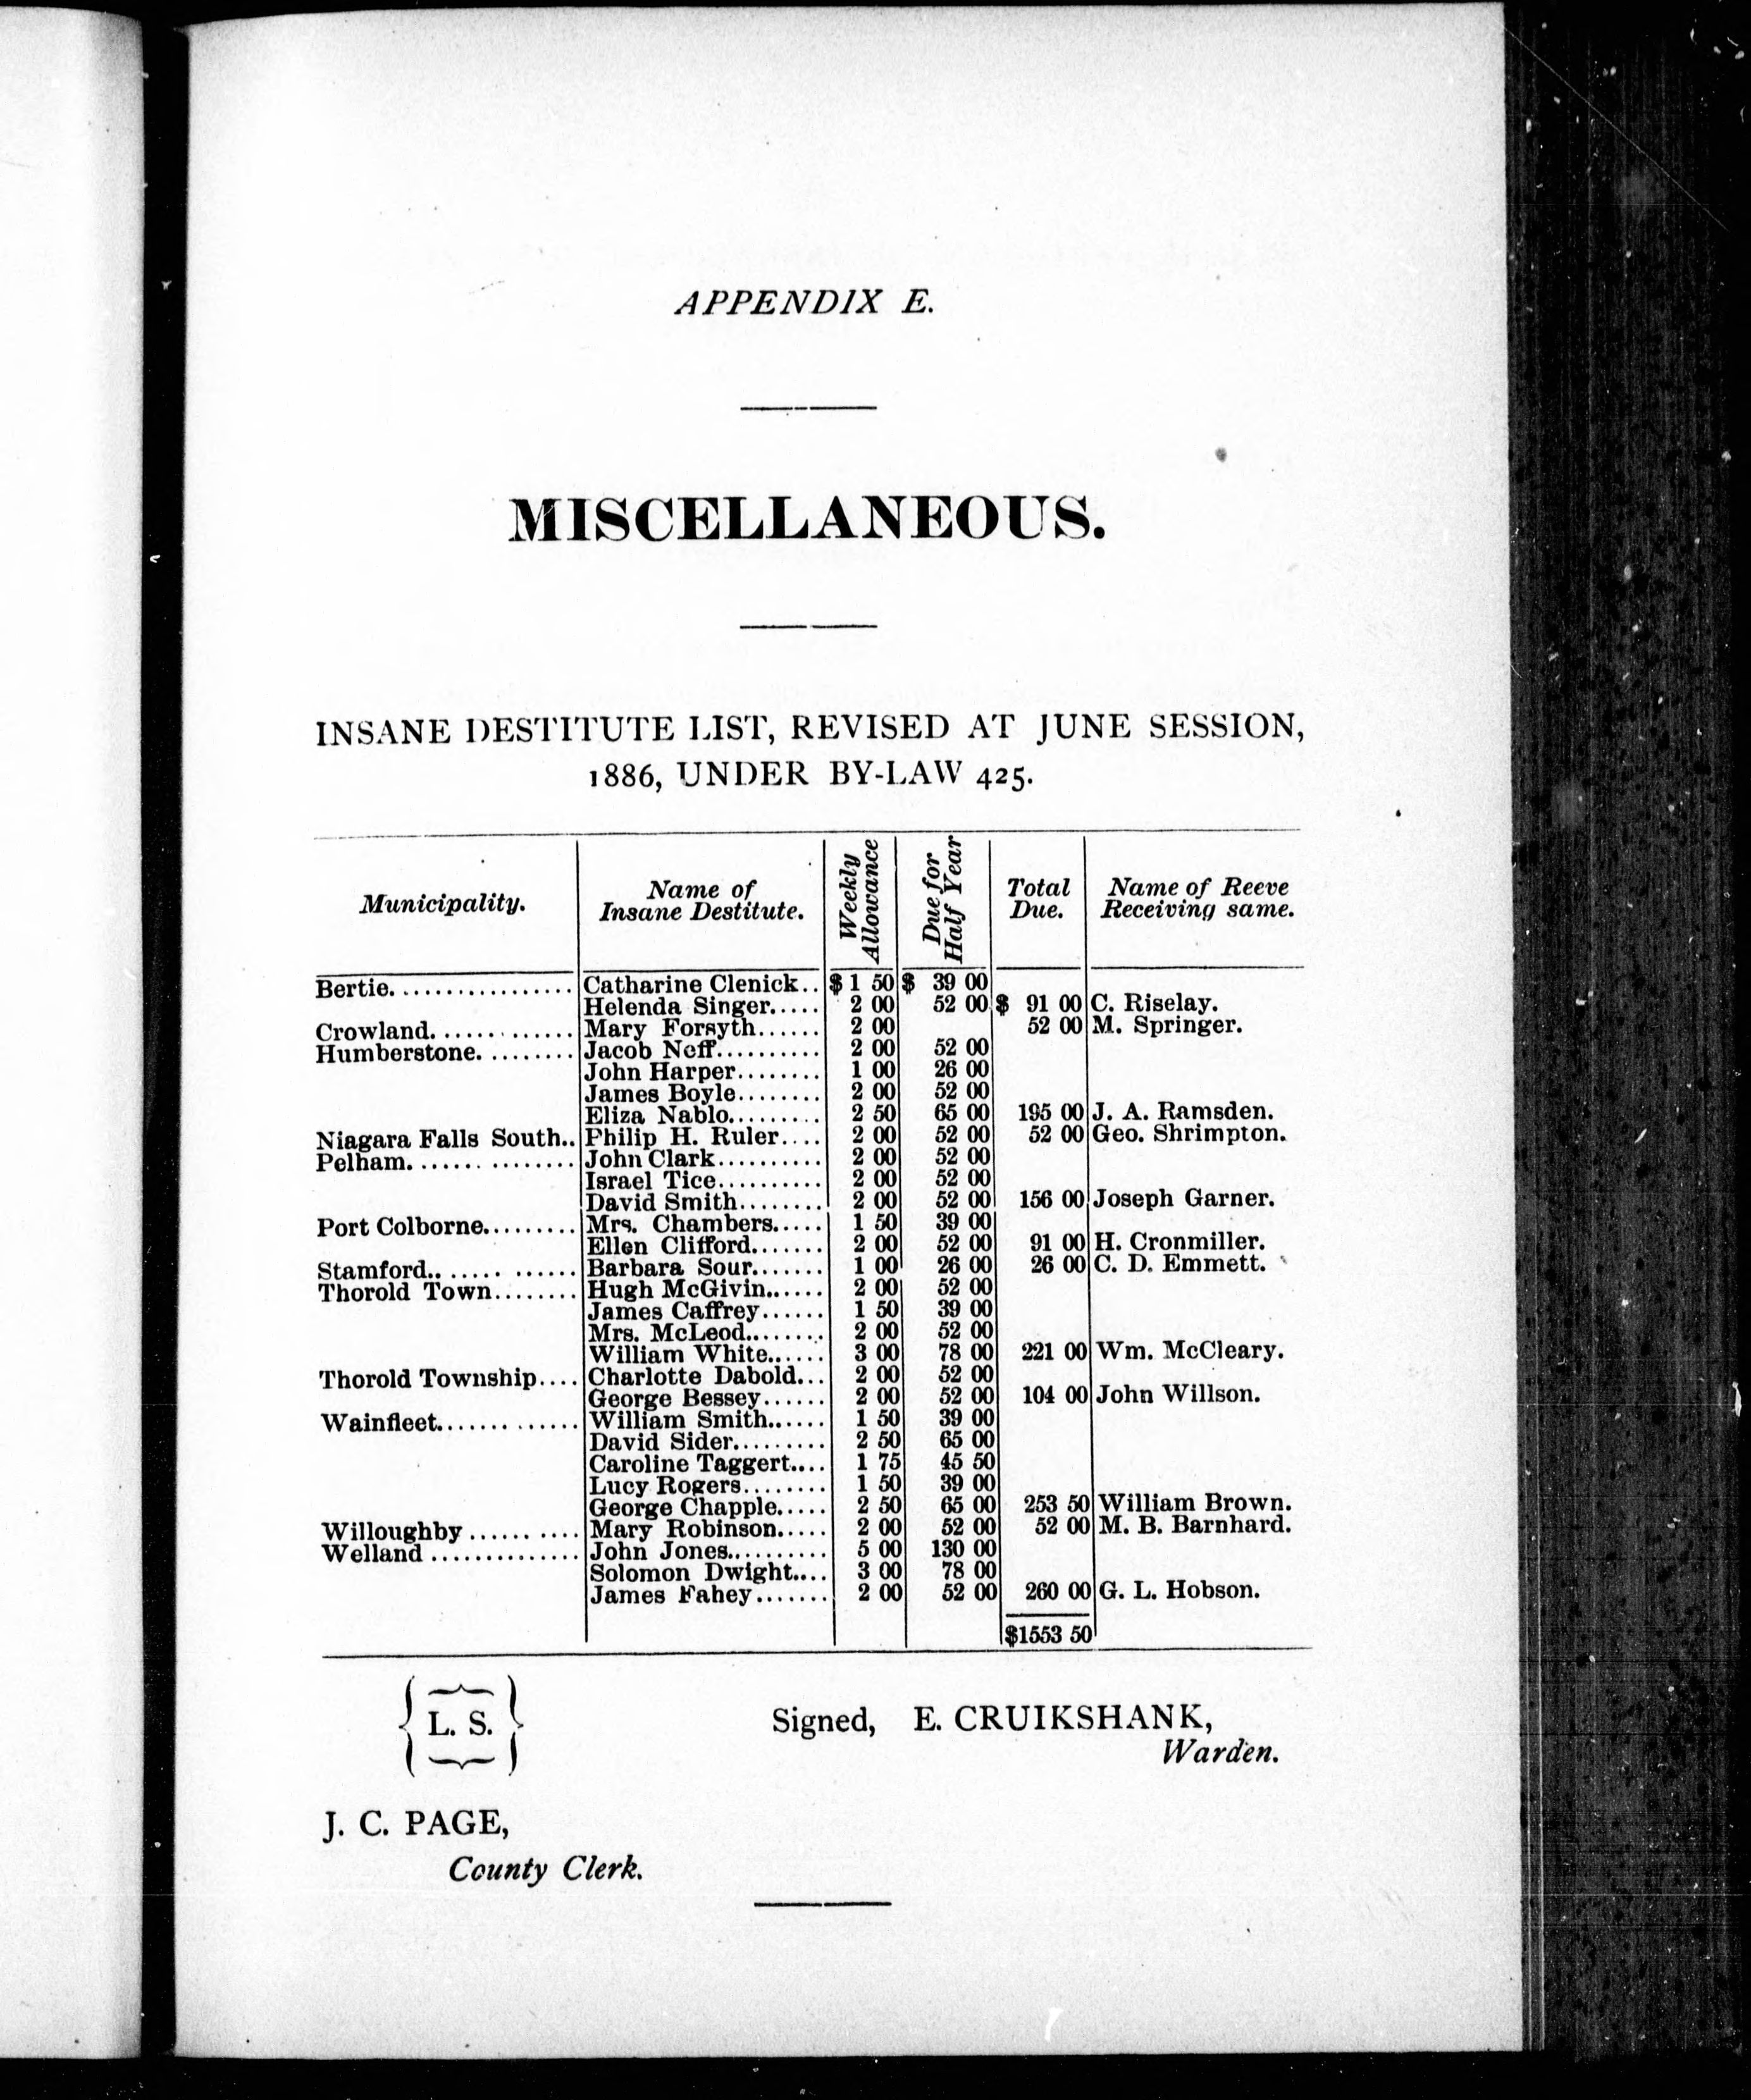 APPENDIX E.
MISCELLANEOUS.
INSANE DESTITUTE LIST, REVISED AT JUNE SESSION,
1886, UNDER BY-LAW 425.
Municipality. Name of Insane Destitute. Weekly Allowance Due for Half Year Total Due. Name of Reeve Receiving same.
Bertie................ Catharine Clenick.. $ 1 50 $ 39 00
Helenda Singer..... 2 00 52 00 $ 91 00 C. Riselay.
Crowland............ Mary Forsyth...... 2 00 52 00 M. Springer.
Humberstone......... Jacob Neff.......... 2 00 52 00
John Harper........ 1 00 26 00
James Boyle........ 2 00 52 00
Eliza Nablo......... 2 50 65 00 195 00 J. A. Ramsden.
Niagara Falls South.. Philip H. Ruler.... 2 00 52 00 52 00 Geo. Shrimpton.
Pelham............... John Clark.......... 2 00 52 00
Israel Tice.......... 2 00 52 00
David Smith........ 2 00 52 00 156 00 Joseph Garner.
Port Colborne......... Mrs. Chambers..... 1 50 39 00
Ellen Clifford....... 2 00 52 00 91 00 H. Cronmiller.
Stamford.. ..... ...... Barbara Sour....... 1 00 26 00 26 00 C. D. Emmett.
Thorold Town........ Hugh McGivin...... 2 00 52 00
James Caffrey...... 1 50 39 00
Mrs. McLeod........ 2 00 52 00
William White...... 3 00 78 00 221 00 Wm. McCleary.
Thorold Township.... Charlotte Dabold... 2 00 52 00
George Bessey...... 2 00 52 00 104 00 John Willson.
Wainfleet............. William Smith...... 1 50 39 00
David Sider......... 2 50 65 00
Caroline Taggert.... 1 75 45 50
Lucy Rogers........ 1 50 39 00
George Chapple..... 2 50 65 00 253 50 William Brown.
Willoughby .......... Mary Robinson..... 2 00 52 00 52 00 M. B. Barnhard.
Welland ............... John Jones.......... 5 00 130 00
Solomon Dwight.... 3 00 78 00
James Fahey....... 2 00 52 00 260 00 G. L. Hobson.
$1553 50
L. S.
Signed, E. CRUIKSHANK,
Warden.
J. C. PAGE,
County Clerk.